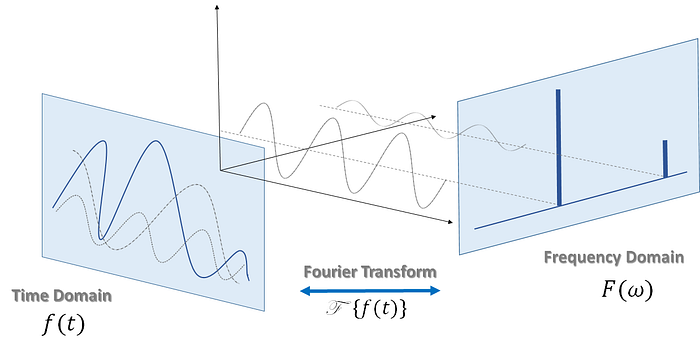 Time Domain
f(t)
Fourier Transform
ℱ{f(t)}
Frequency Domain
F(ω)